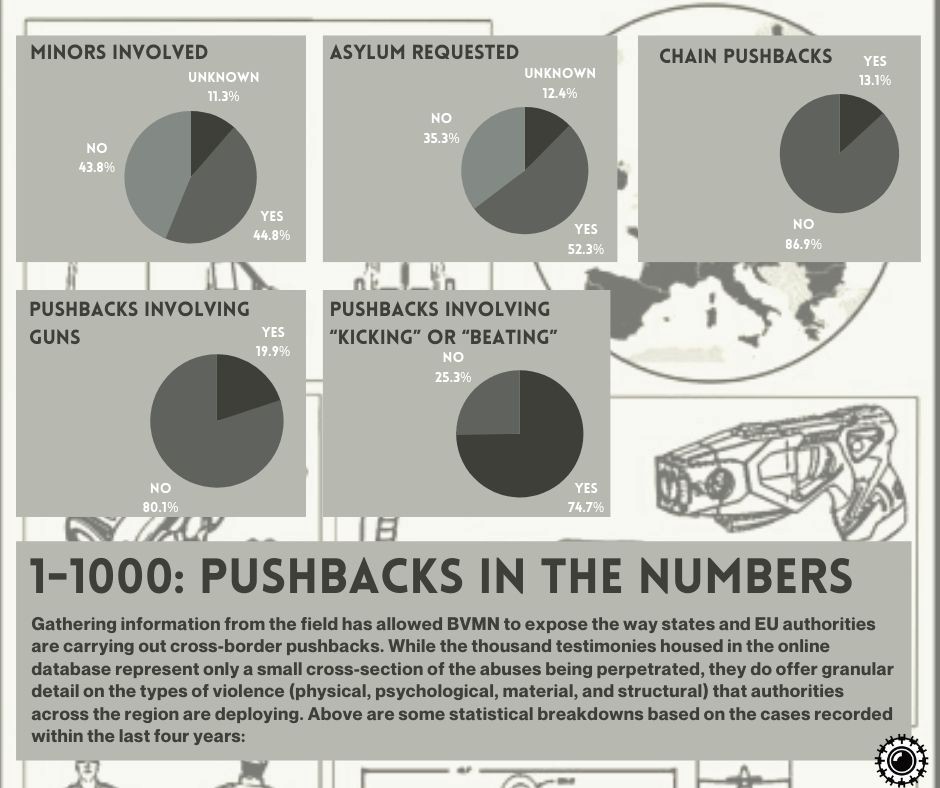 MINORS INVOLVED
UNKNOWN
11.3%
NO
43.8%
YES
44.8%
ASYLUM REQUESTED
UNKNOWN
12.4%
NO
35.3%
YES
52.3%
CHAIN PUSHBACKS
YES
13.1%
NO
86.9%
PUSHBACKS INVOLVING
GUNS
YES
19.9%
NO
80.1%
PUSHBACKS INVOLVING
“KICKING” OR “BEATING”
NO
25.3%
YES
74.7%
1-1000: PUSHBACKS IN THE NUMBERS
Gathering information from the field has allowed BVMN to expose the way states and EU authorities
are carrying out cross-border pushbacks. While the thousand testimonies housed in the online
database represent only a small cross-section of the abuses being perpetrated, they do offer granular
detail on the types of violence (physical, psychological, material, and structural) that authorities
across the region are deploying. Above are some statistical breakdowns based on the cases recorded
within the last four years: